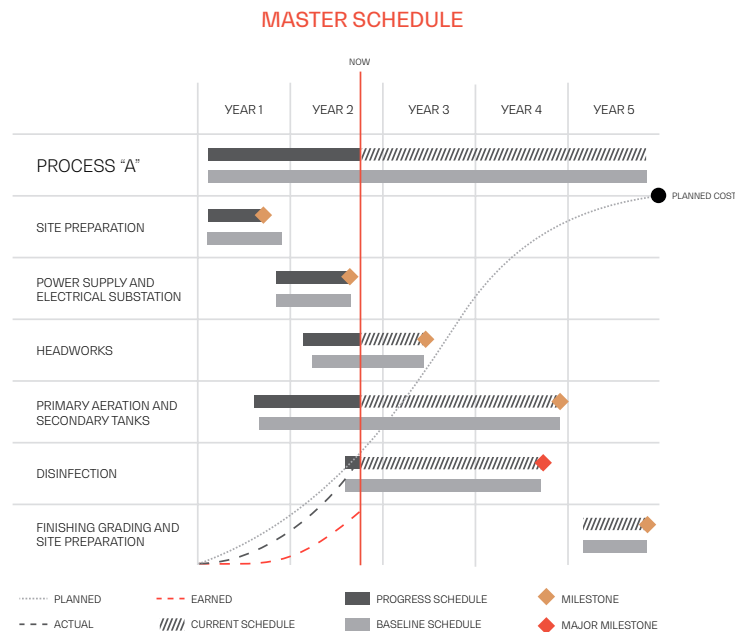 MASTER SCHEDULE
NOW
YEAR 1
YEAR 2
YEAR 3
YEAR 4
YEAR 5
PROCESS “A”
PLANNED COST
SITE PREPARATION
POWER SUPPLY AND
ELECTRICAL SUBSTATION
HEADWORKS
PRIMARY AERATION AND
SECONDARY TANKS
DISINFECTION
FINISHING GRADING AND
SITE PREPARATION
PLANNED
EARNED
PROGRESS SCHEDULE
MILESTONE
ACTUAL
CURRENT SCHEDULE
BASELINE SCHEDULE
MAJOR MILESTONE